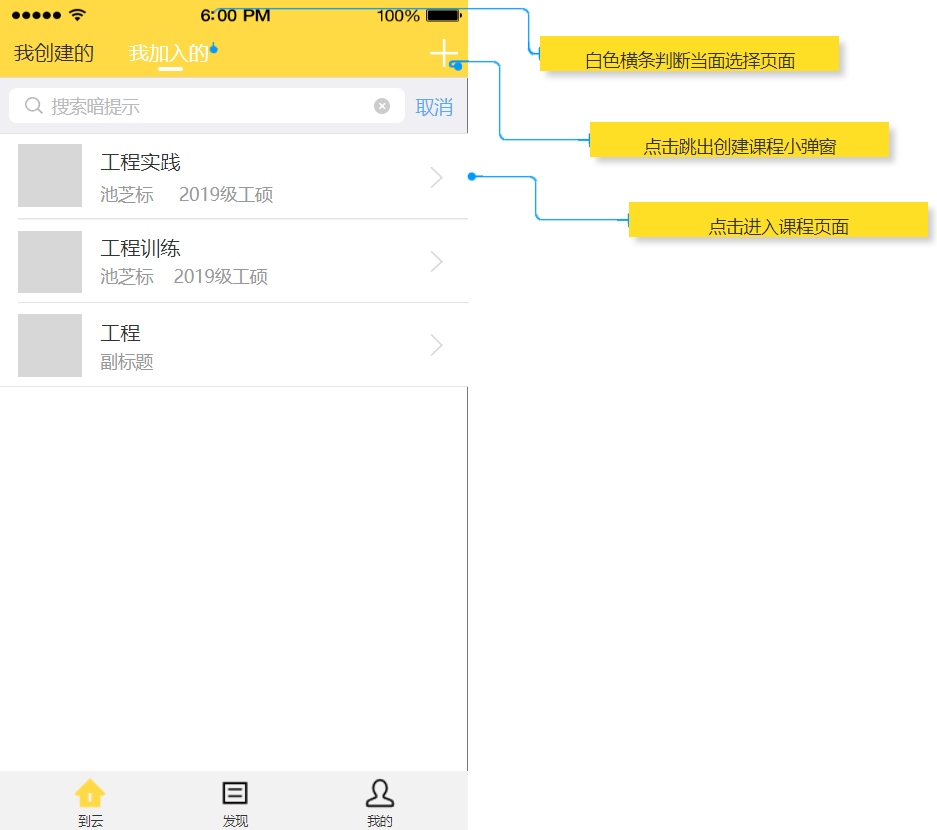 6:00 PM
100%
我创建的
我加入的
白色横条判断当面选择页面
搜索暗提示
取消
点击跳出创建课程小弹窗
工程实践
池芝标 2019级工硕
点击进入课程页面
工程训练
池芝标 2019级工硕
工程
副标题
到云
发现
我的